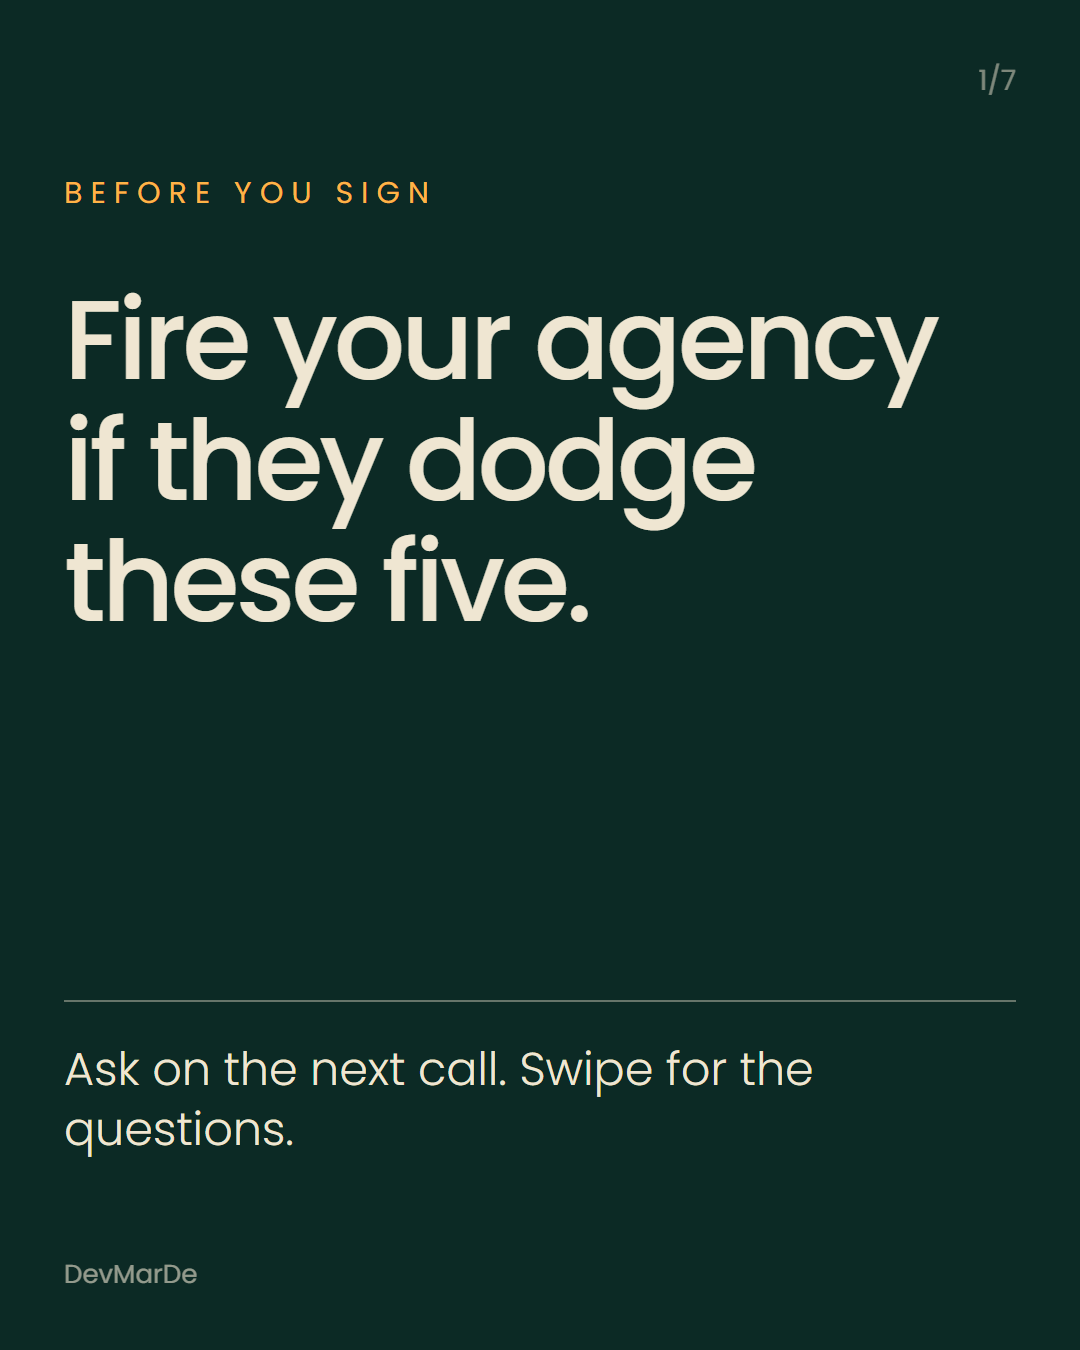 1/7
BEFORE YOU SIGN
Fire your agency
if they dodge
these five.
Ask on the next call. Swipe for the
questions.
DevMarDe